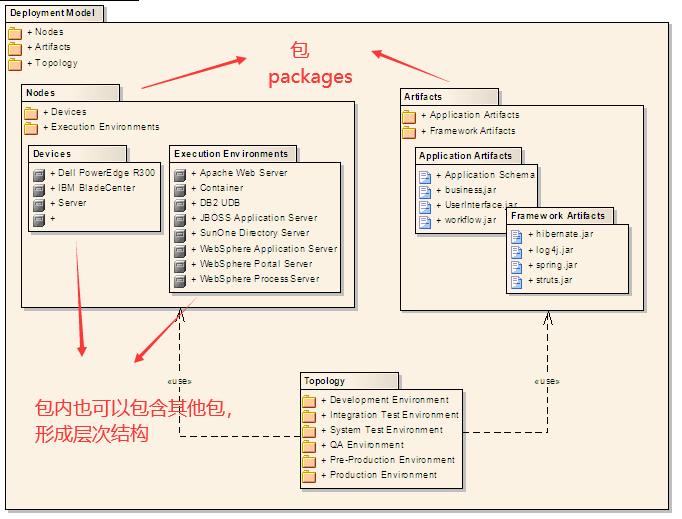 Deployment Model
+ Nodes
+ Artifacts
+ Topology
包
packages
Nodes
+ Devices
+ Execution Environments
Devices
+ Dell PowerEdge R300
+ IBM BladeCenter
+ Server
+
Execution Environments
+ Apache Web Server
+ Container
+ DB2 UDB
+ JBOSS Application Server
+ SunOne Directory Server
+ WebSphere Application Server
+ WebSphere Portal Server
+ WebSphere Process Server
Artifacts
+ Application Artifacts
+ Framework Artifacts
Application Artifacts
+ Application Schema
+ business.jar
+ UserInterface.jar
+ workflow.jar
Framework Artifacts
+ hibernate.jar
+ log4j.jar
+ spring.jar
+ struts.jar
«use»
«use»
包内也可以包含其他包，
形成层次结构
Topology
+ Development Environment
+ Integration Test Environment
+ System Test Environment
+ QA Environment
+ Pre-Production Environment
+ Production Environment